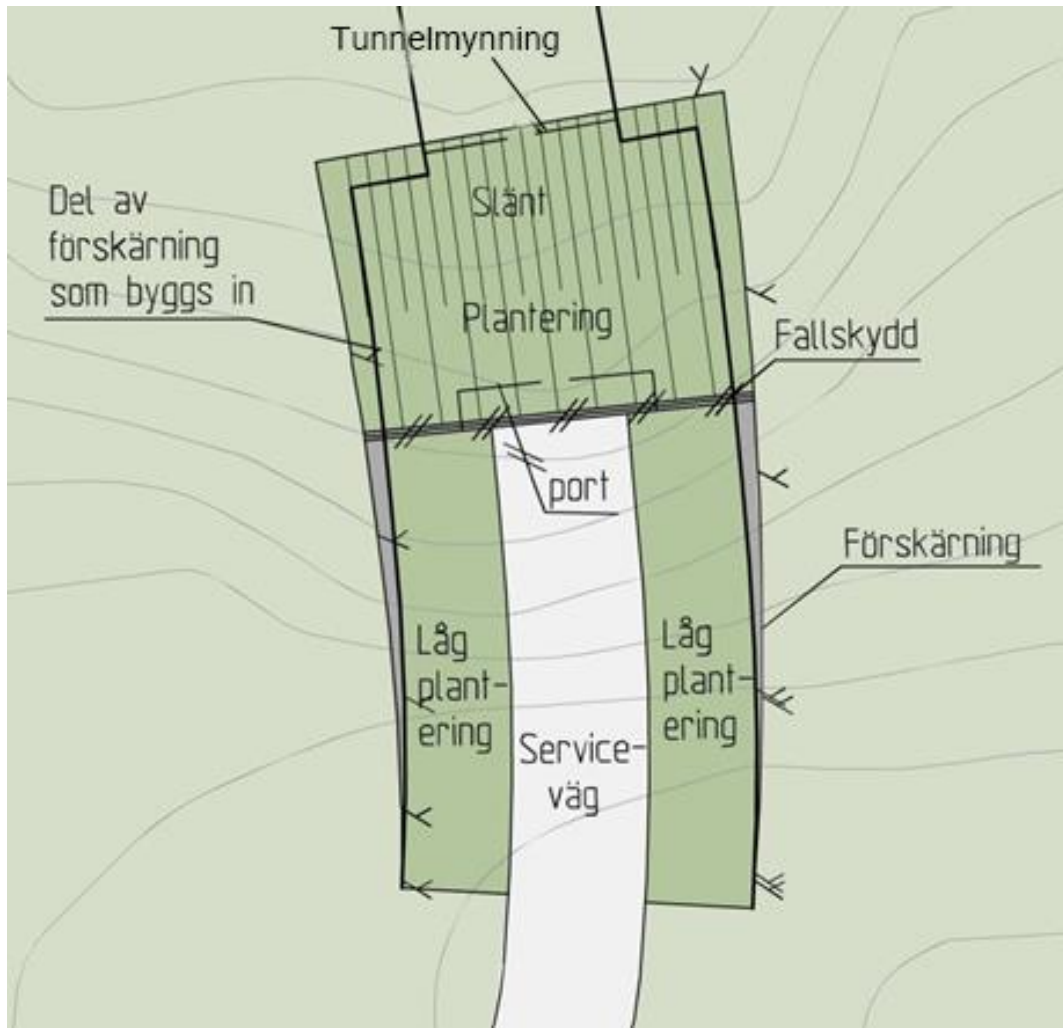 Tunnelmynning
Del av
förskärning
som byggs in
Slänt
Plantering
Fallskydd
port
Förskärning
Låg
plant-
ering
Låg
plant-
ering
Service-
väg